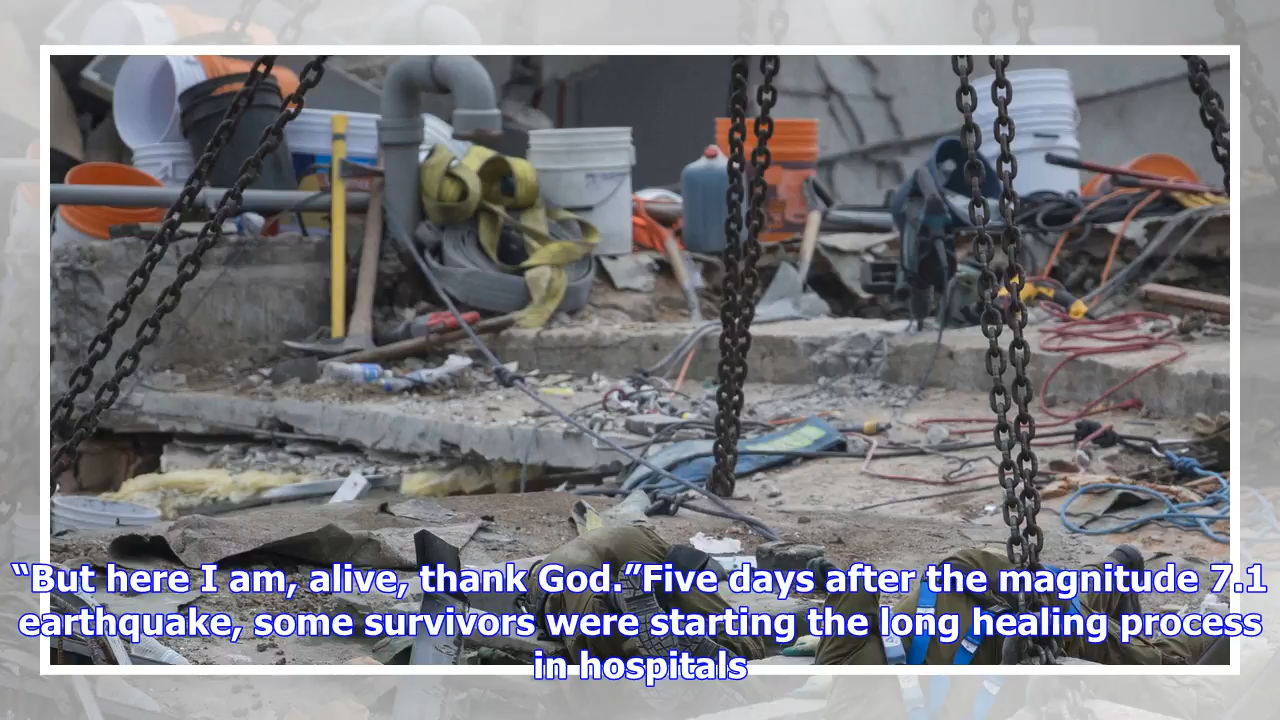 “But here I am, alive, thank God.”Five days after the magnitude 7.1
earthquake, some survivors were starting the long healing process
in hospitals